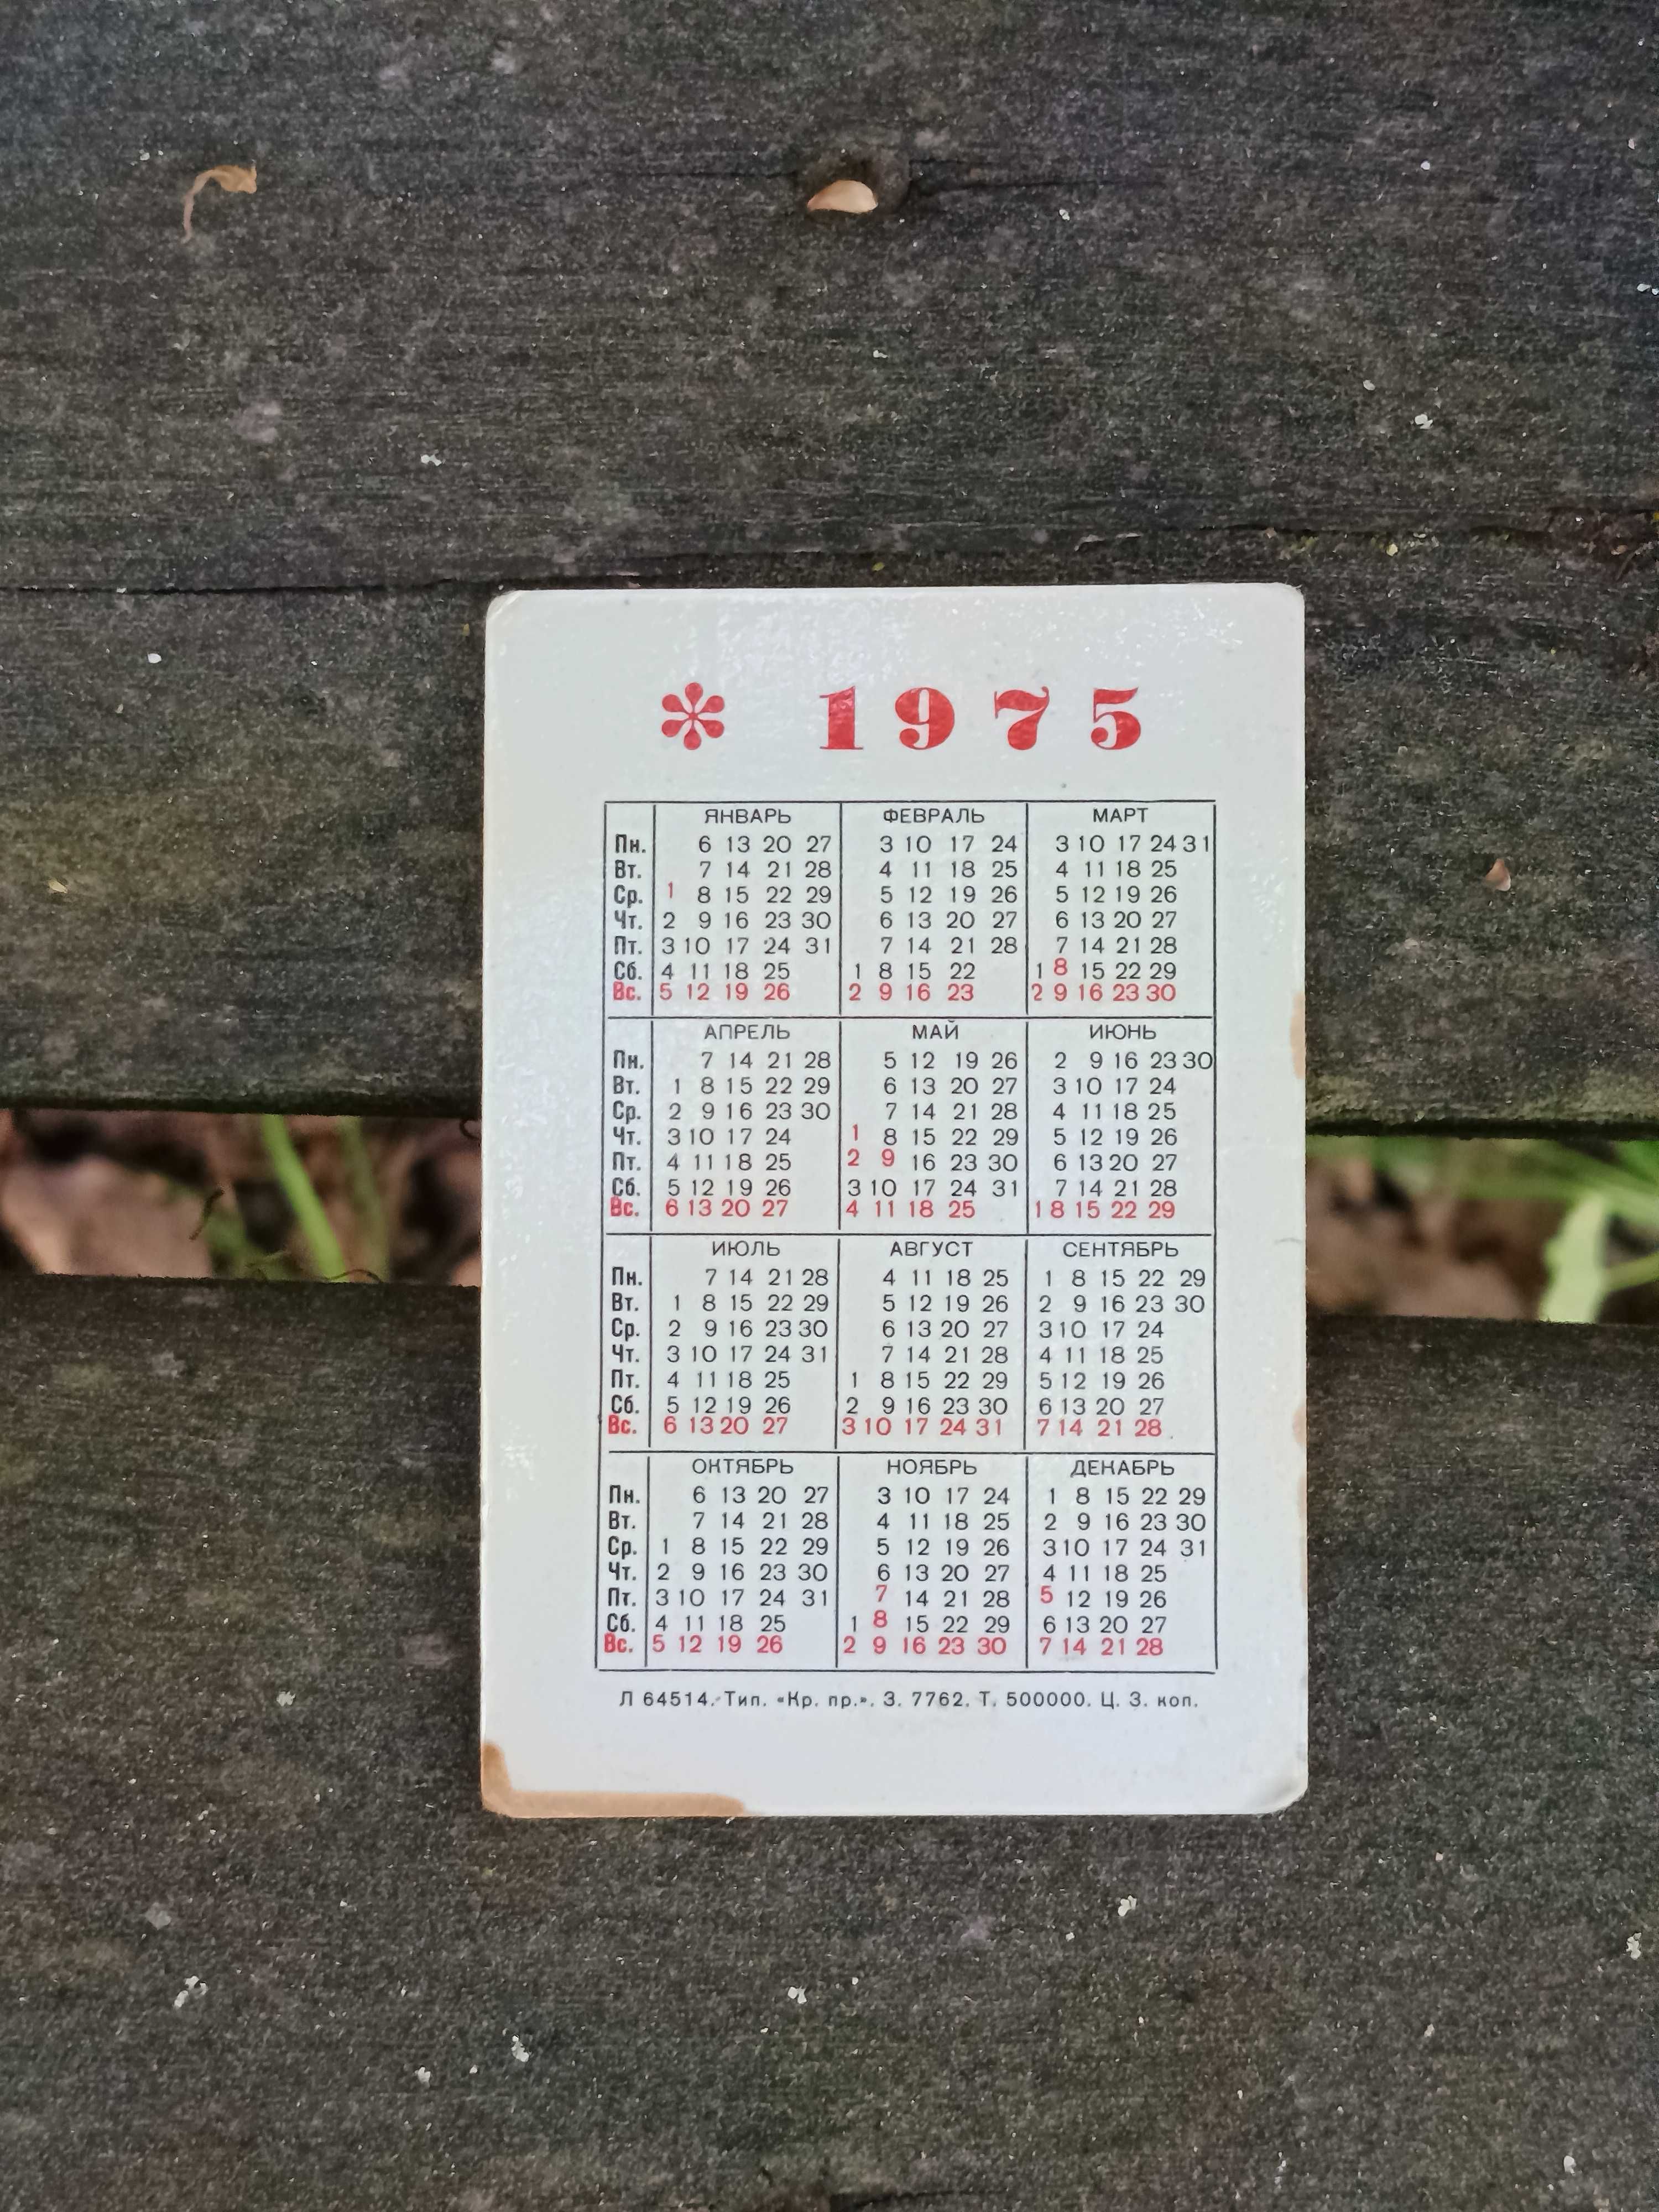 * 1975
ЯНВАРЬ ФЕВРАЛЬ МАРТ
Пн. 6 13 20 27 3 10 17 24 3 10 17 24 31
Вт. 7 14 21 28 4 11 18 25 4 11 18 25
Ср. 1 8 15 22 29 5 12 19 26 5 12 19 26
Чт. 2 9 16 23 30 6 13 20 27 6 13 20 27
Пт. 3 10 17 24 31 7 14 21 28 7 14 21 28
Сб. 4 11 18 25 1 8 15 22 1 8 15 22 29
Вс. 5 12 19 26 2 9 16 23 2 9 16 23 30
АПРЕЛЬ МАЙ ИЮНЬ
Пн. 7 14 21 28 5 12 19 26 2 9 16 23 30
Вт. 1 8 15 22 29 6 13 20 27 3 10 17 24
Ср. 2 9 16 23 30 7 14 21 28 4 11 18 25
Чт. 3 10 17 24 1 8 15 22 29 5 12 19 26
Пт. 4 11 18 25 2 9 16 23 30 6 13 20 27
Сб. 5 12 19 26 3 10 17 24 31 7 14 21 28
Вс. 6 13 20 27 4 11 18 25 1 8 15 22 29
ИЮЛЬ АВГУСТ СЕНТЯБРЬ
Пн. 7 14 21 28 4 11 18 25 1 8 15 22 29
Вт. 1 8 15 22 29 5 12 19 26 2 9 16 23 30
Ср. 2 9 16 23 30 6 13 20 27 3 10 17 24
Чт. 3 10 17 24 31 7 14 21 28 4 11 18 25
Пт. 4 11 18 25 1 8 15 22 29 5 12 19 26
Сб. 5 12 19 26 2 9 16 23 30 6 13 20 27
Вс. 6 13 20 27 3 10 17 24 31 7 14 21 28
ОКТЯБРЬ НОЯБРЬ ДЕКАБРЬ
Пн. 6 13 20 27 3 10 17 24 1 8 15 22 29
Вт. 7 14 21 28 4 11 18 25 2 9 16 23 30
Ср. 1 8 15 22 29 5 12 19 26 3 10 17 24 31
Чт. 2 9 16 23 30 6 13 20 27 4 11 18 25
Пт. 3 10 17 24 31 7 14 21 28 5 12 19 26
Сб. 4 11 18 25 1 8 15 22 29 6 13 20 27
Вс. 5 12 19 26 2 9 16 23 30 7 14 21 28
Л 64514. Тип. «Кр. пр.». З. 7762. Т. 500000. Ц. 3. коп.